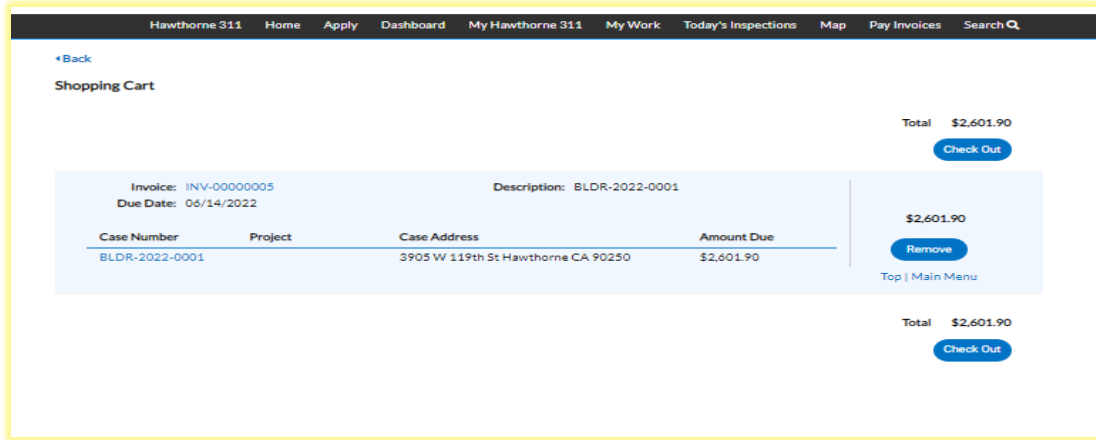 Hawthorne 311 Home Apply Dashboard My Hawthorne 311 My Work Today's Inspections Map Pay Invoices Search
Back
Shopping Cart
Total $2,601.90
Check Out
Invoice: INV-00000005 Description: BLDR-2022-0001
Due Date: 06/14/2022
$2,601.90
Case Number Project Case Address Amount Due
Remove
BLDR-2022-0001 3905 W 119th St Hawthorne CA 90250 $2,601.90
Top | Main Menu
Total $2,601.90
Check Out